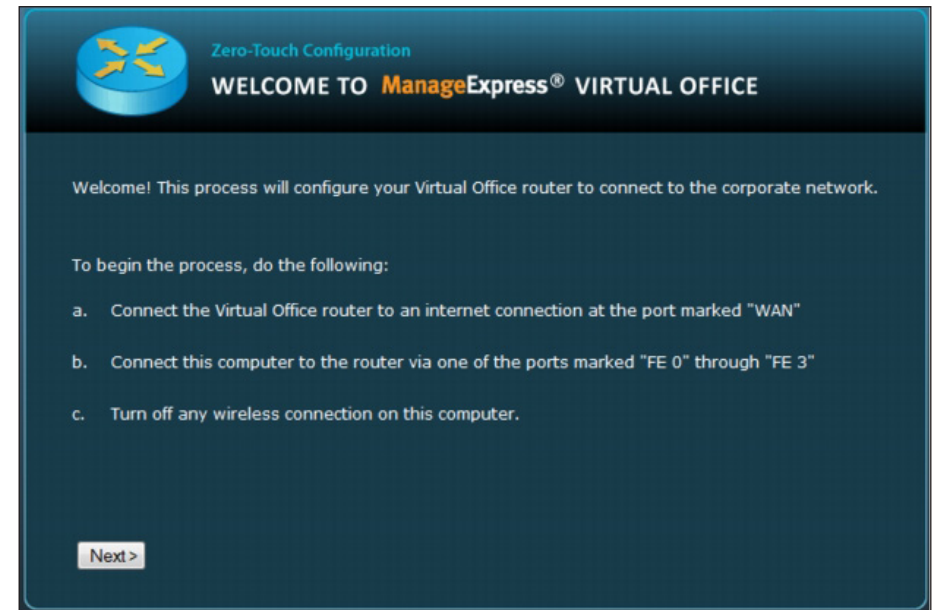 Zero-Touch Configuration
WELCOME TO ManageExpress® VIRTUAL OFFICE
Welcome! This process will configure your Virtual Office router to connect to the corporate network.
To begin the process, do the following:
a. Connect the Virtual Office router to an internet connection at the port marked "WAN"
b. Connect this computer to the router via one of the ports marked "FE 0" through "FE 3"
c. Turn off any wireless connection on this computer.
Next >